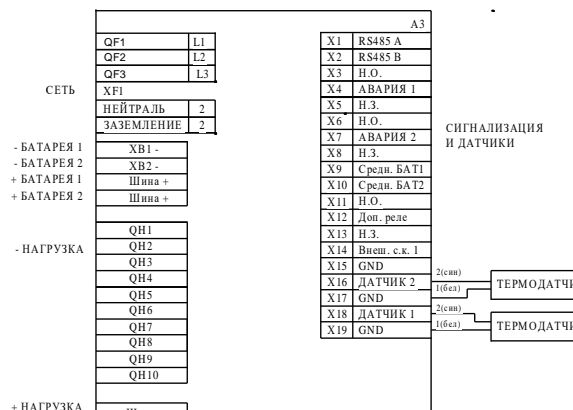 А3
QF1 L1
QF2 L2
QF3 L3
СЕТЬ XF1
НЕЙТРАЛЬ 2
ЗАЗЕМЛЕНИЕ 2
- БАТАРЕЯ 1 XB1 -
- БАТАРЕЯ 2 XB2 -
+ БАТАРЕЯ 1 Шина +
+ БАТАРЕЯ 2 Шина +
- НАГРУЗКА
QH1
QH2
QH3
QH4
QH5
QH6
QH7
QH8
QH9
QH10
+ НАГРУЗКА
X1 RS485 A
X2 RS485 B
X3 Н.О.
X4 АВАРИЯ 1
X5 Н.З.
X6 Н.О.
X7 АВАРИЯ 2
X8 Н.З.
X9 Средн. БАТ1
X10 Средн. БАТ2
X11 Н.О.
X12 Доп. реле
X13 Н.З.
X14 Внеш. с.к. 1
X15 GND
X16 ДАТЧИК 2
X17 GND
X18 ДАТЧИК 1
X19 GND
СИГНАЛИЗАЦИЯ
И ДАТЧИКИ
2(син)
1(бел)
ТЕРМОДАТЧИ
2(син)
1(бел)
ТЕРМОДАТЧИ